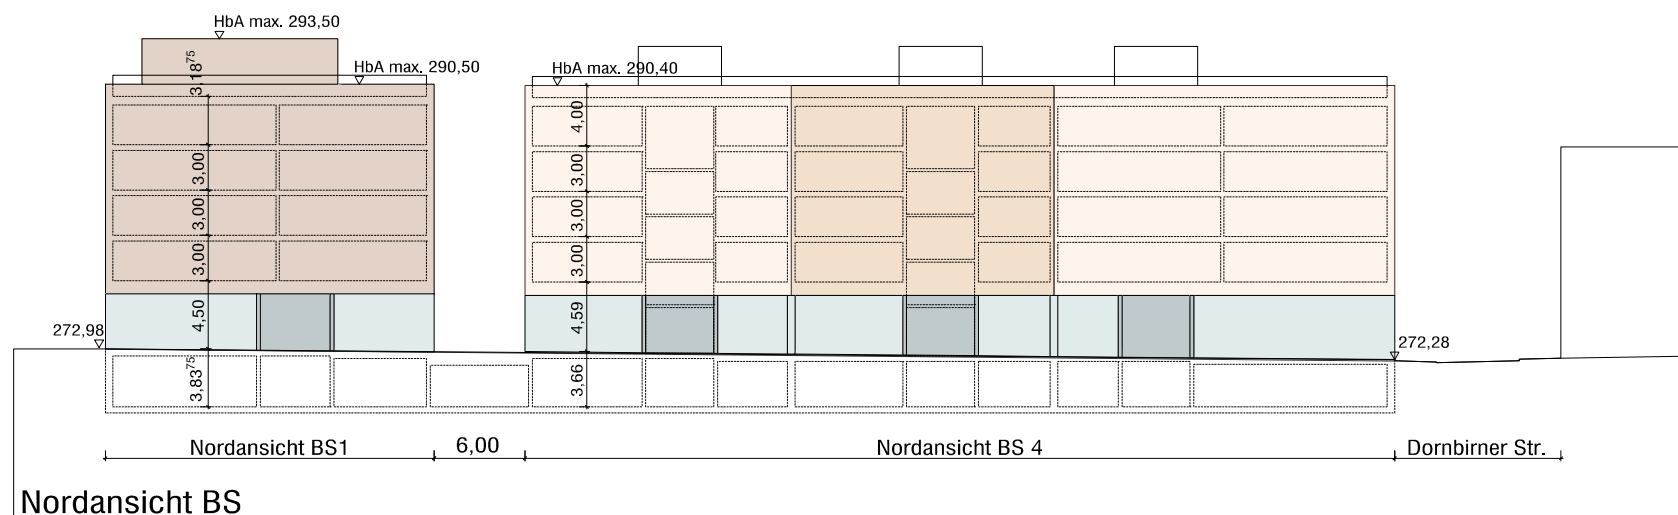 HbA max. 293,50
HbA max. 290,50
HbA max. 290,40
3,18⁷⁵
3,00
3,00
3,00
4,50
3,83⁷⁵
4,00
3,00
3,00
3,00
4,59
3,66
272,98
272,28
Nordansicht BS1
6,00
Nordansicht BS 4
Dornbirner Str.
Nordansicht BS